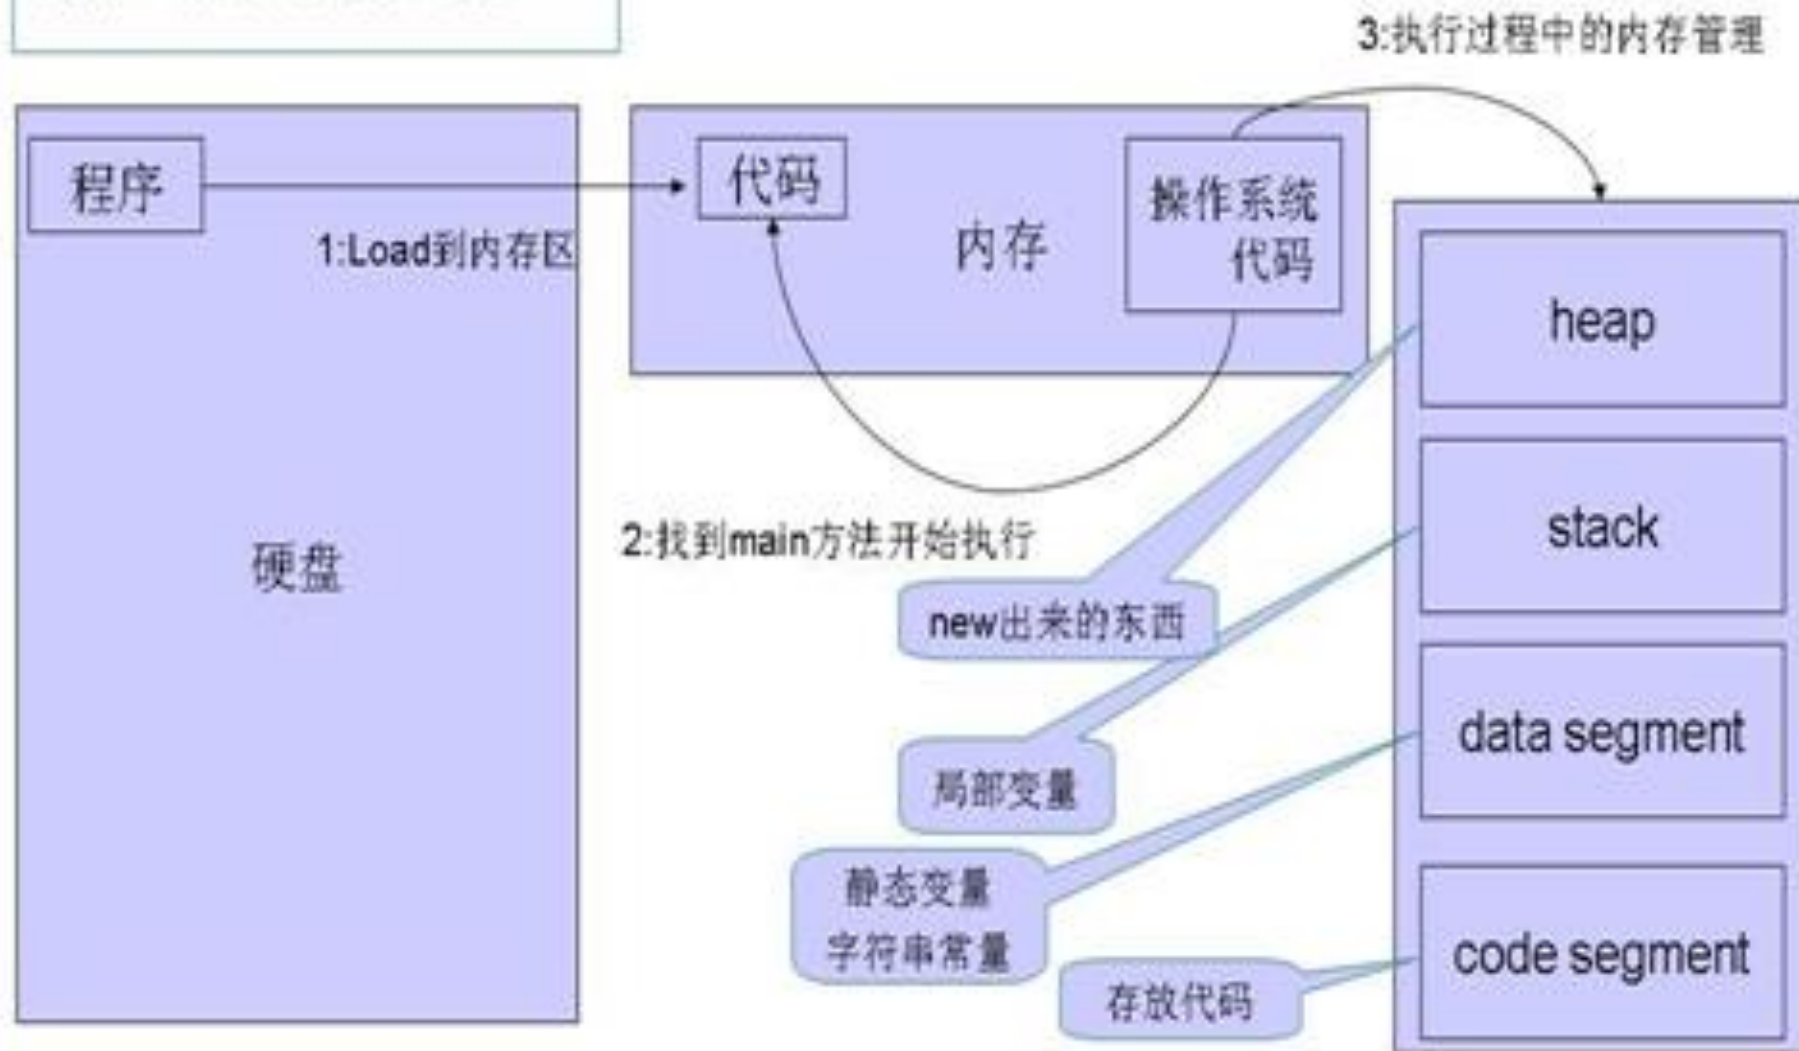 3:执行过程中的内存管理
程序
代码
操作系统
代码
内存
1:Load到内存区
heap
stack
2:找到main方法开始执行
硬盘
new出来的东西
data segment
局部变量
静态变量
字符串常量
code segment
存放代码